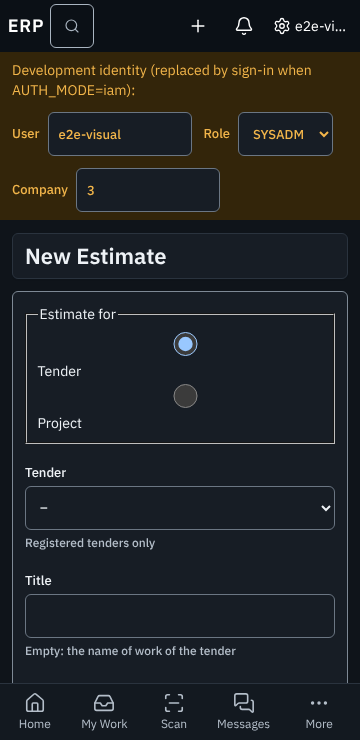 ERP
e2e-vi...
Development identity (replaced by sign-in when
AUTH_MODE=iam):
User e2e-visual Role SYSADM
Company 3
New Estimate
Estimate for
Tender
Project
Tender
–
Registered tenders only
Title
Empty: the name of work of the tender
Home My Work Scan Messages More